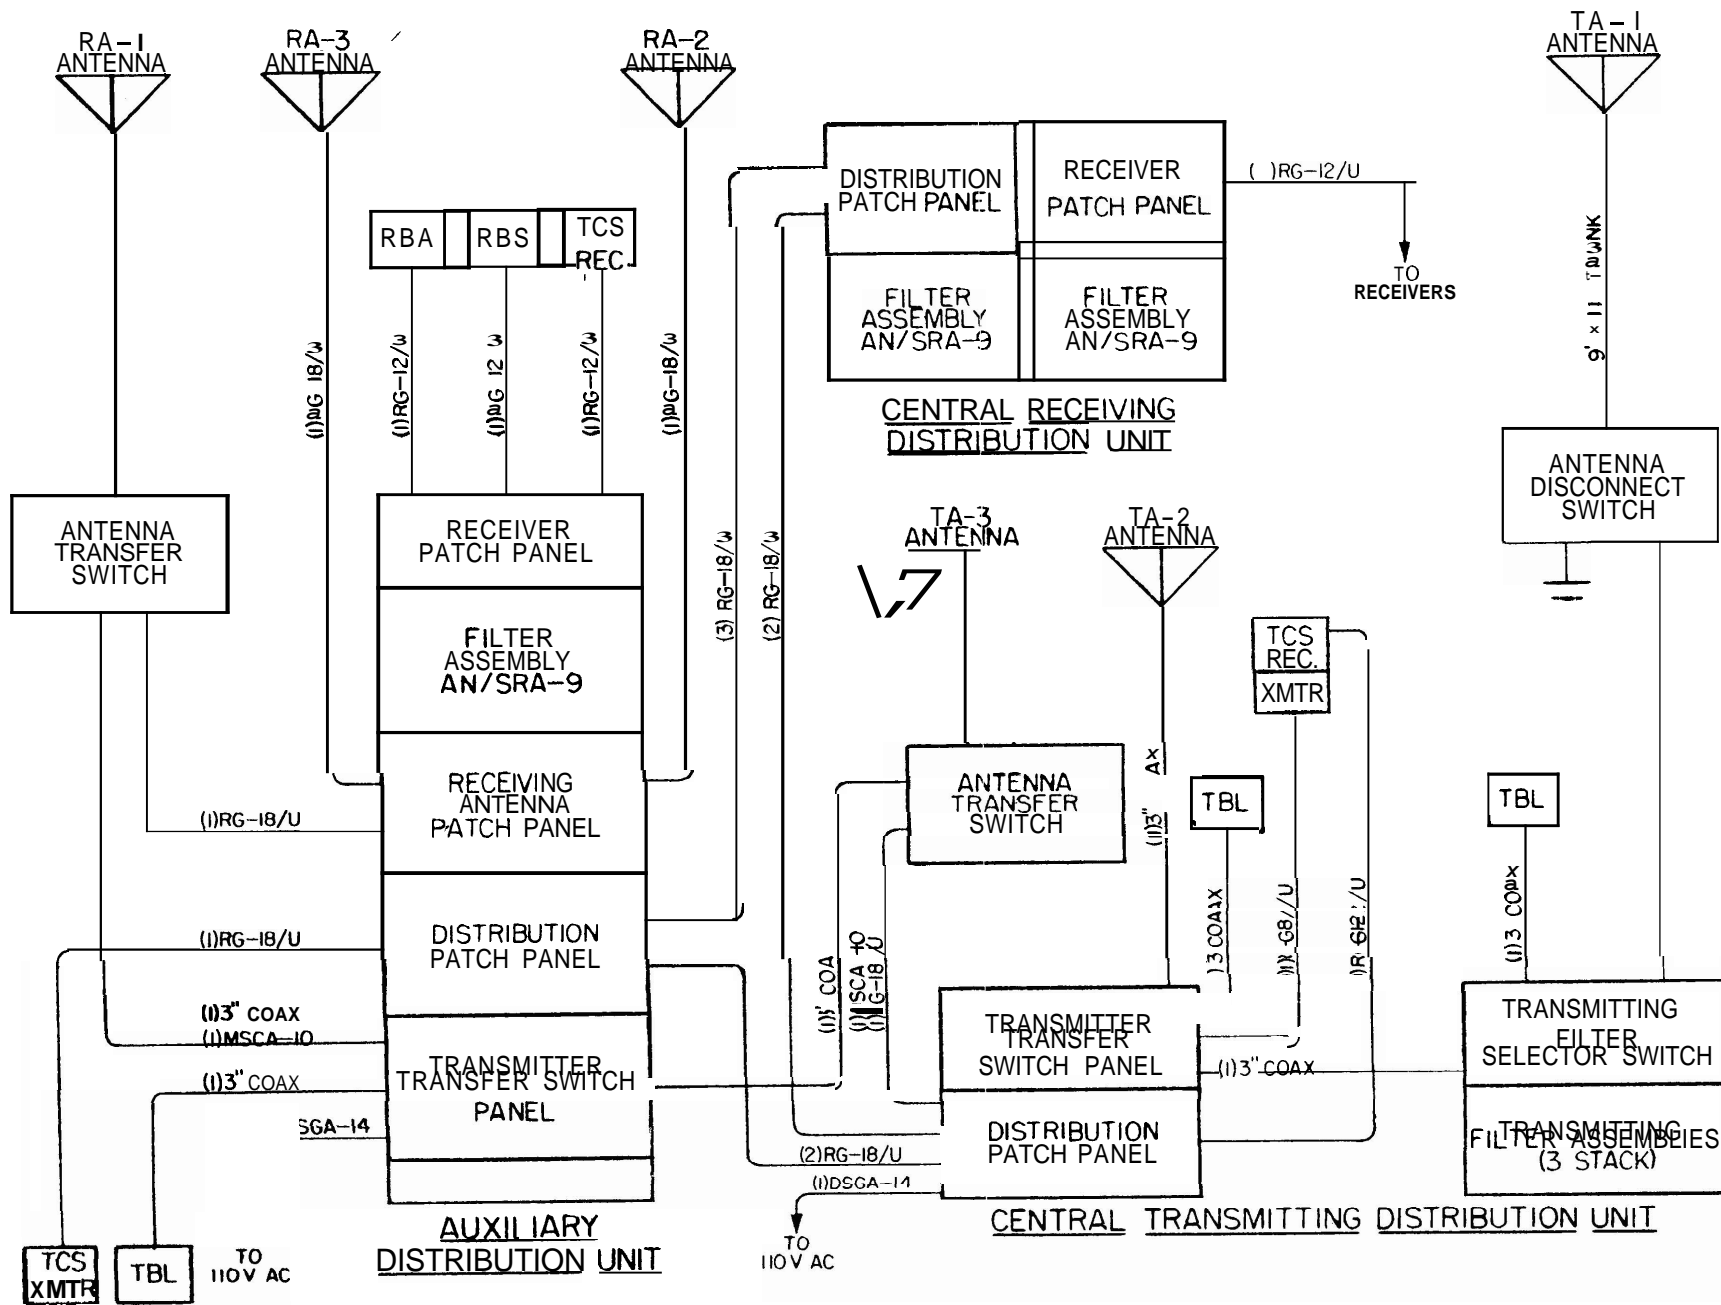 RA-1
ANTENNA
RA-3
ANTENNA
RA-2
ANTENNA
TA-1
ANTENNA
DISTRIBUTION
PATCH PANEL
RECEIVER
PATCH PANEL
( )RG-12/U
TO
RECEIVERS
FILTER
ASSEMBLY
AN/SRA-9
FILTER
ASSEMBLY
AN/SRA-9
CENTRAL RECEIVING
DISTRIBUTION UNIT
RBA
RBS
TCS
REC.
(1)RG-12/
(1)RG-12/
ANTENNA
TRANSFER
SWITCH
RECEIVER
PATCH PANEL
FILTER
ASSEMBLY
AN/SRA-9
RECEIVING
ANTENNA
PATCH PANEL
DISTRIBUTION
PATCH PANEL
TRANSMITTER
TRANSFER SWITCH
PANEL
AUXILIARY
DISTRIBUTION UNIT
(1)RG-18/U
(1)RG-18/U
(1)3" COAX
(1)MSCA-10
(1)3" COAX
SGA-14
TCS
XMTR
TBL
TO
110V AC
(3) RG-18/
(2) RG-18/
TA-3
ANTENNA
TA-2
ANTENNA
ANTENNA
TRANSFER
SWITCH
TCS
REC.
XMTR
TBL
TBL
ANTENNA
DISCONNECT
SWITCH
TRANSMITTER
TRANSFER
SWITCH PANEL
DISTRIBUTION
PATCH PANEL
(1)3" COAX
(2)RG-18/U
(1)DSGA-14
TO
110V AC
TRANSMITTING
FILTER
SELECTOR SWITCH
TRANSMITTING
FILTER ASSEMBLIES
(3 STACK)
CENTRAL TRANSMITTING DISTRIBUTION UNIT